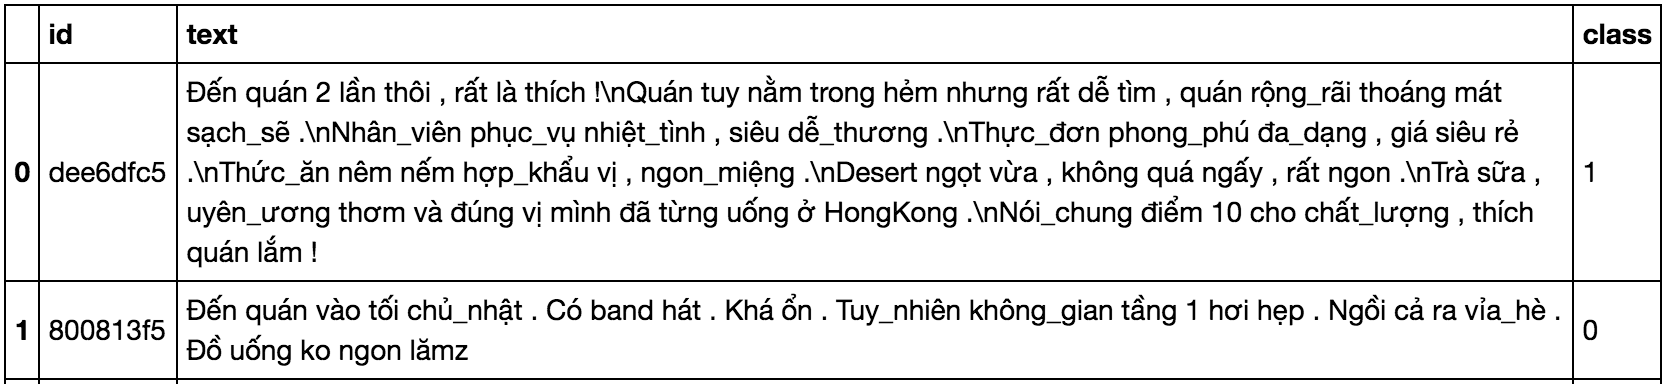 id text class
Đến quán 2 lần thôi , rất là thích !\nQuán tuy nằm trong hẻm nhưng rất dễ tìm , quán rộng_rãi thoáng mát
sạch_sẽ .\nNhân_viên phục_vụ nhiệt_tình , siêu dễ_thương .\nThực_đơn phong_phú đa_dạng , giá siêu rẻ
0 dee6dfc5 .\nThức_ăn nêm nếm hợp_khẩu vị , ngon_miệng .\nDesert ngọt vừa , không quá ngấy , rất ngon .\nTrà sữa , 1
uyên_ương thơm và đúng vị mình đã từng uống ở HongKong .\nNói_chung điểm 10 cho chất_lượng , thích
quán lắm !
1 800813f5 Đến quán vào tối chủ_nhật . Có band hát . Khá ổn . Tuy_nhiên không_gian tầng 1 hơi hẹp . Ngồi cả ra vỉa_hè . 0
Đồ uống ko ngon lămz